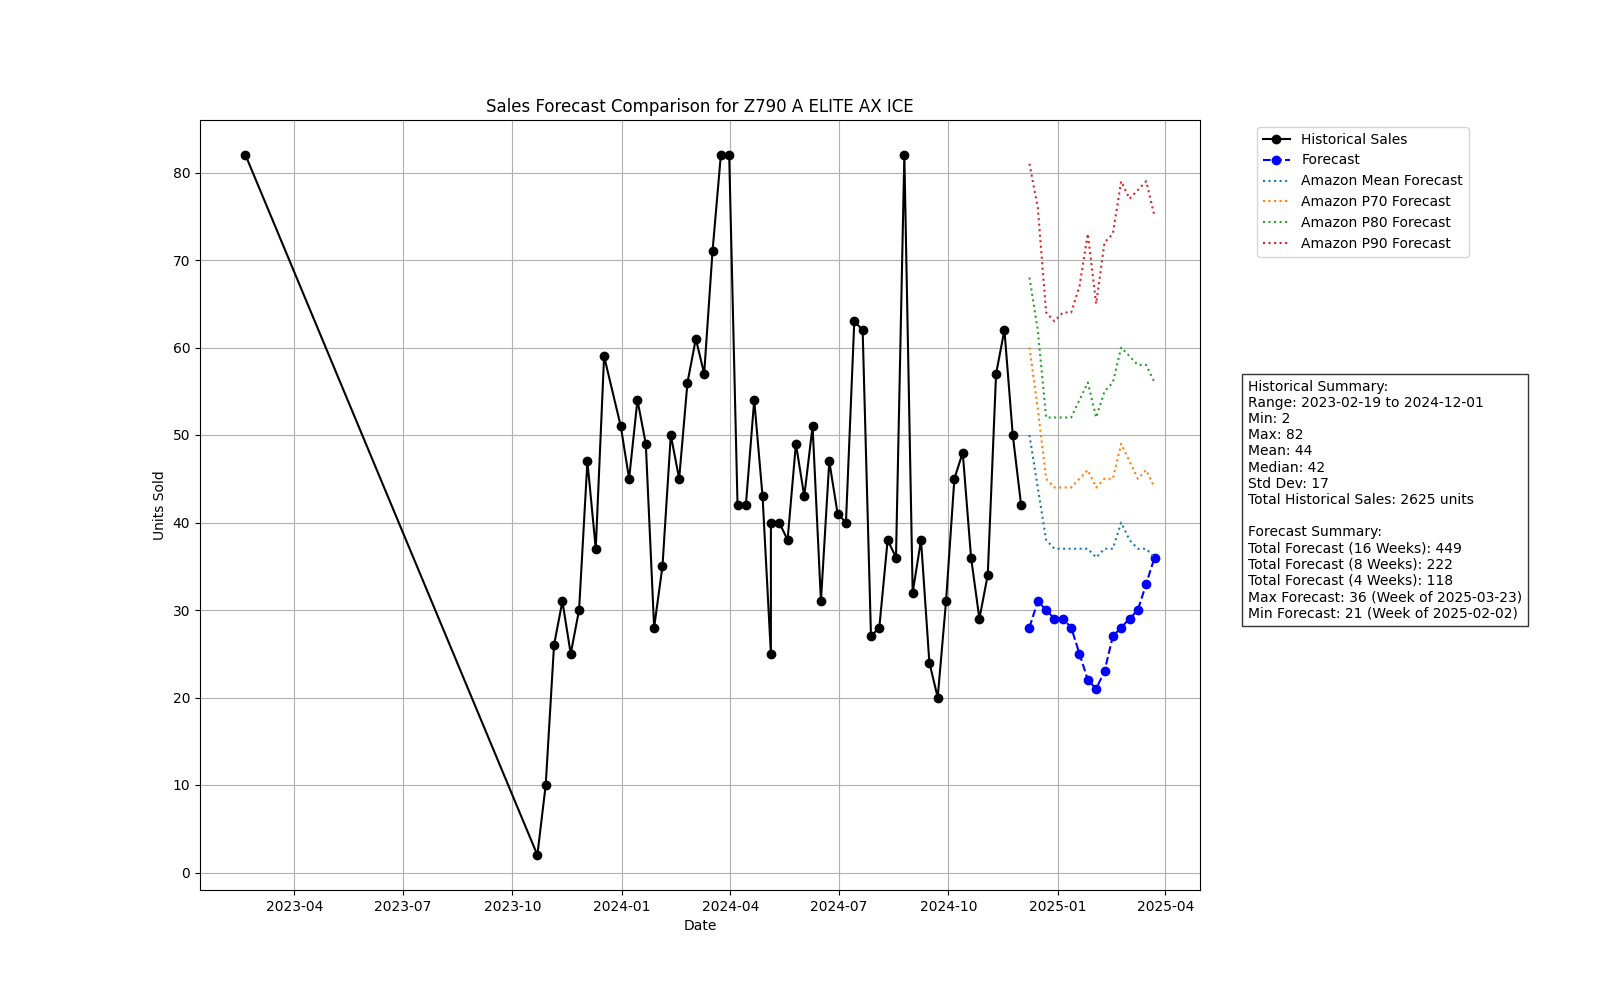 Sales Forecast Comparison for Z790 A ELITE AX ICE
Units Sold
80
70
60
50
40
30
20
10
0
2023-04 2023-07 2023-10 2024-01 2024-04 2024-07 2024-10 2025-01 2025-04
Date
Historical Sales
Forecast
Amazon Mean Forecast
Amazon P70 Forecast
Amazon P80 Forecast
Amazon P90 Forecast
Historical Summary:
Range: 2023-02-19 to 2024-12-01
Min: 2
Max: 82
Mean: 44
Median: 42
Std Dev: 17
Total Historical Sales: 2625 units
Forecast Summary:
Total Forecast (16 Weeks): 449
Total Forecast (8 Weeks): 222
Total Forecast (4 Weeks): 118
Max Forecast: 36 (Week of 2025-03-23)
Min Forecast: 21 (Week of 2025-02-02)